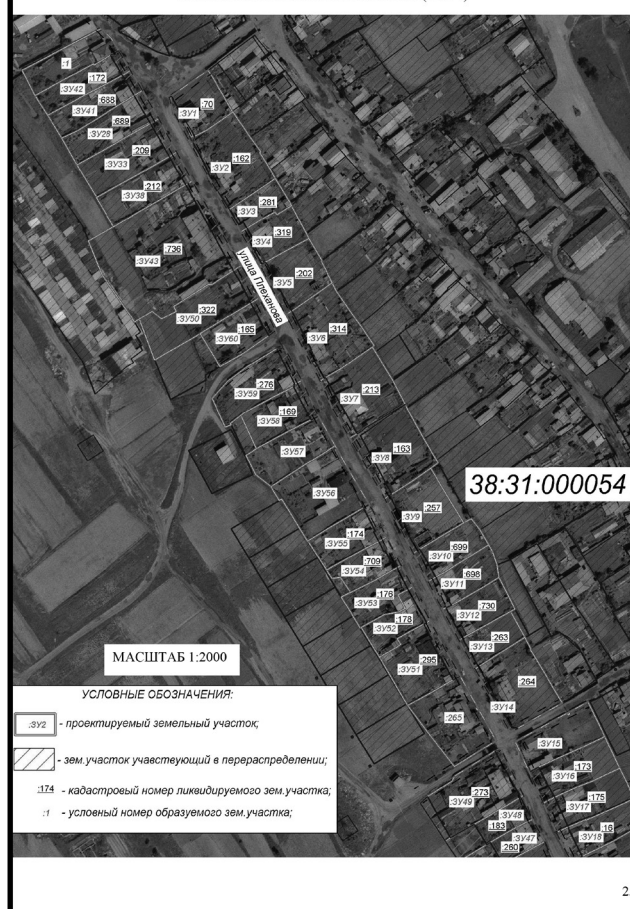 :1
:172
:ЗУ42
:688
:ЗУ41
:689
:ЗУ28
:209
:ЗУ33
:212
:ЗУ38
:70
:ЗУ1
:162
:ЗУ2
:281
:ЗУ3
:319
:ЗУ4
:202
:ЗУ5
:736
:ЗУ43
улица Плеханова
:322
:ЗУ50
:165
:ЗУ60
:314
:ЗУ6
:276
:ЗУ59
:213
:ЗУ7
:169
:ЗУ58
:ЗУ57
:163
:ЗУ8
:ЗУ56
38:31:000054
:257
:ЗУ9
:174
:ЗУ55
:699
:ЗУ10
:709
:ЗУ54
:698
:ЗУ11
:176
:ЗУ53
:730
:ЗУ12
:178
:ЗУ52
:263
:ЗУ13
:295
:ЗУ51
:264
:ЗУ14
:265
:ЗУ15
:173
:ЗУ16
:273
:ЗУ49
:175
:ЗУ17
:ЗУ48
:183
:16
:ЗУ18
:ЗУ47
:260
МАСШТАБ 1:2000
УСЛОВНЫЕ ОБОЗНАЧЕНИЯ:
:ЗУ2 - проектируемый земельный участок;
- зем.участок учавствующий в перераспределении;
:174 - кадастровый номер ликвидируемого зем.участка;
:1 - условный номер образуемого зем.участка;
2